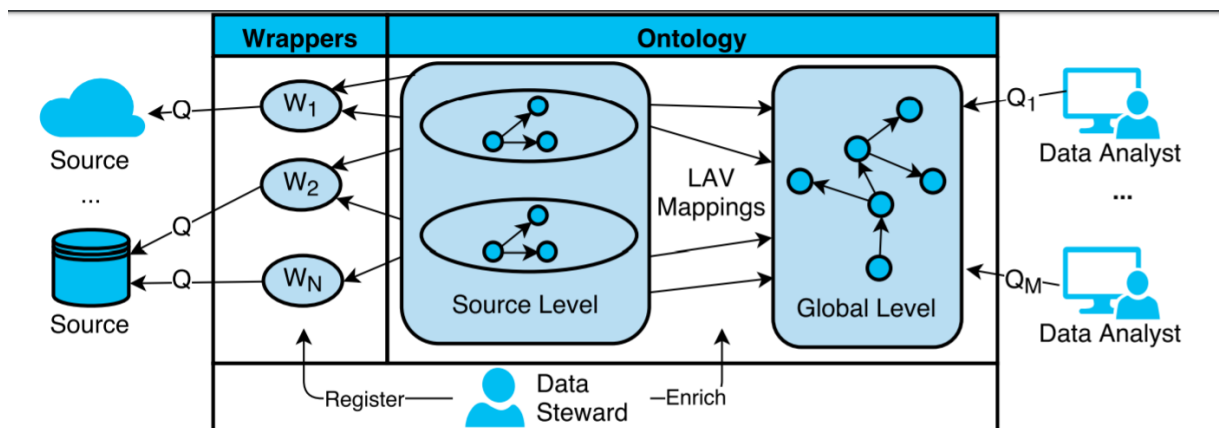 Wrappers
Ontology
Source
...
Source
Q
Q
Q
W1
W2
WN
Source Level
LAV
Mappings
Global Level
Q1
QM
Data Analyst
...
Data Analyst
Register
Data
Steward
Enrich